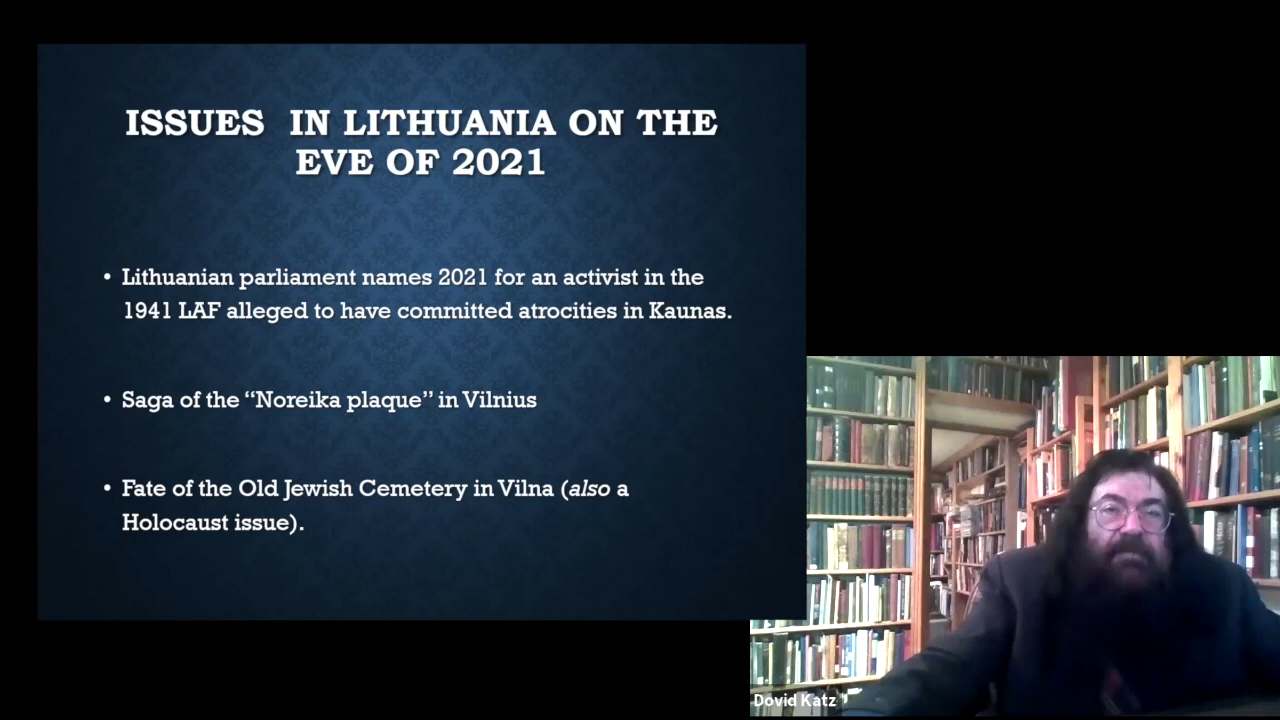 ISSUES IN LITHUANIA ON THE
EVE OF 2021
• Lithuanian parliament names 2021 for an activist in the
1941 LAF alleged to have committed atrocities in Kaunas.
• Saga of the “Noreika plaque” in Vilnius
• Fate of the Old Jewish Cemetery in Vilna (also a
Holocaust issue).
Dovid Katz